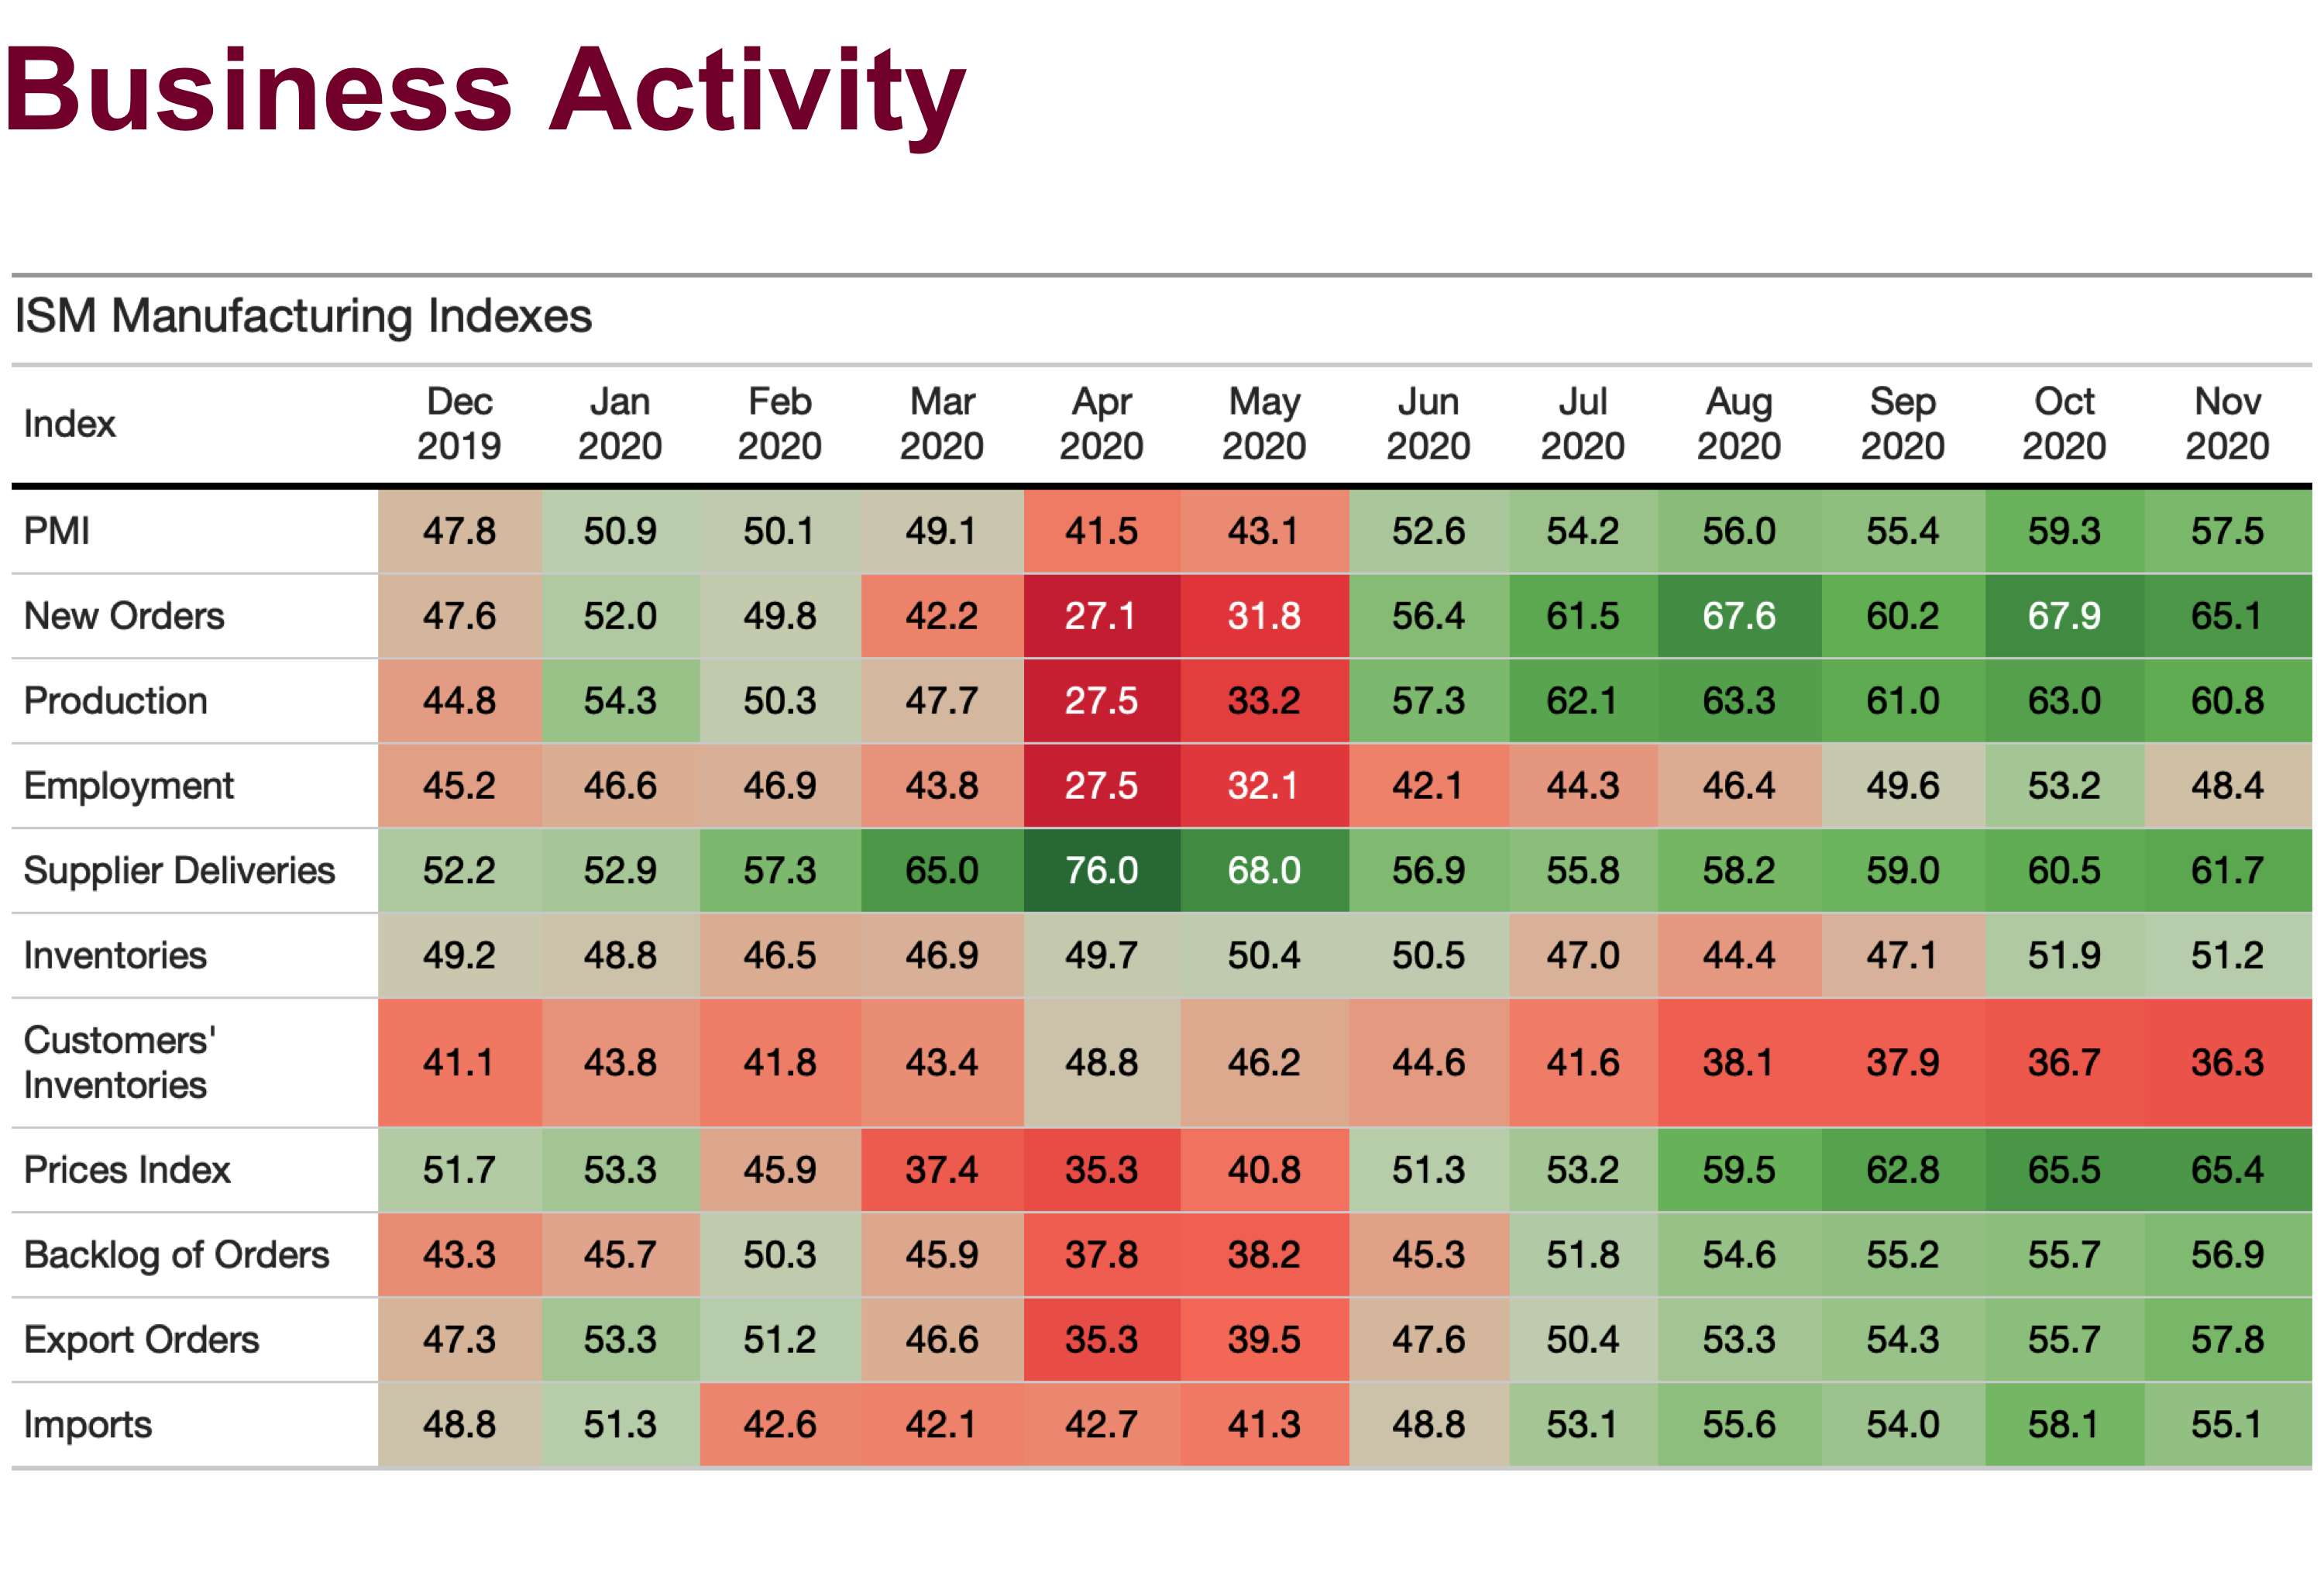 Business Activity
ISM Manufacturing Indexes
Index Dec 2019 Jan 2020 Feb 2020 Mar 2020 Apr 2020 May 2020 Jun 2020 Jul 2020 Aug 2020 Sep 2020 Oct 2020 Nov 2020
PMI 47.8 50.9 50.1 49.1 41.5 43.1 52.6 54.2 56.0 55.4 59.3 57.5
New Orders 47.6 52.0 49.8 42.2 27.1 31.8 56.4 61.5 67.6 60.2 67.9 65.1
Production 44.8 54.3 50.3 47.7 27.5 33.2 57.3 62.1 63.3 61.0 63.0 60.8
Employment 45.2 46.6 46.9 43.8 27.5 32.1 42.1 44.3 46.4 49.6 53.2 48.4
Supplier Deliveries 52.2 52.9 57.3 65.0 76.0 68.0 56.9 55.8 58.2 59.0 60.5 61.7
Inventories 49.2 48.8 46.5 46.9 49.7 50.4 50.5 47.0 44.4 47.1 51.9 51.2
Customers' Inventories 41.1 43.8 41.8 43.4 48.8 46.2 44.6 41.6 38.1 37.9 36.7 36.3
Prices Index 51.7 53.3 45.9 37.4 35.3 40.8 51.3 53.2 59.5 62.8 65.5 65.4
Backlog of Orders 43.3 45.7 50.3 45.9 37.8 38.2 45.3 51.8 54.6 55.2 55.7 56.9
Export Orders 47.3 53.3 51.2 46.6 35.3 39.5 47.6 50.4 53.3 54.3 55.7 57.8
Imports 48.8 51.3 42.6 42.1 42.7 41.3 48.8 53.1 55.6 54.0 58.1 55.1